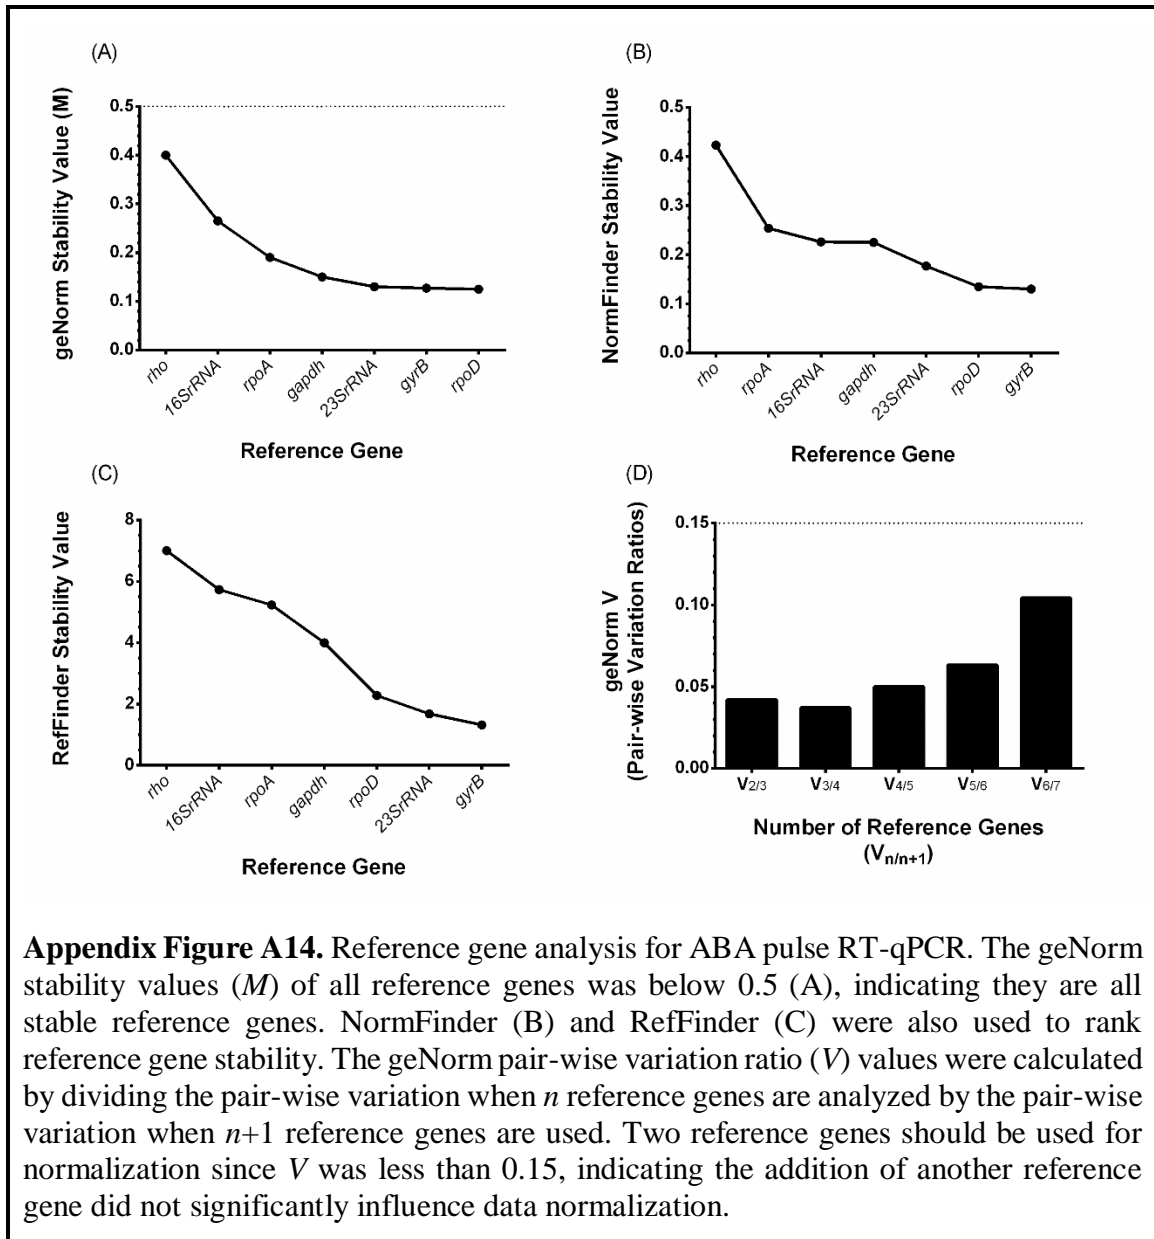 (A)
geNorm Stability Value (M)
0.5
0.4
0.3
0.2
0.1
0.0
rho
16SrRNA
rpoA
gapdh
23SrRNA
gyrB
rpoD
Reference Gene
(B)
NormFinder Stability Value
0.5
0.4
0.3
0.2
0.1
0.0
rho
rpoA
16SrRNA
gapdh
23SrRNA
rpoD
gyrB
Reference Gene
(C)
RefFinder Stability Value
8
6
4
2
0
rho
16SrRNA
rpoA
gapdh
rpoD
23SrRNA
gyrB
Reference Gene
(D)
geNorm V
(Pair-wise Variation Ratios)
0.15
0.10
0.05
0.00
V2/3
V3/4
V4/5
V5/6
V6/7
Number of Reference Genes
(Vn/n+1)
Appendix Figure A14. Reference gene analysis for ABA pulse RT-qPCR. The geNorm
stability values (M) of all reference genes was below 0.5 (A), indicating they are all
stable reference genes. NormFinder (B) and RefFinder (C) were also used to rank
reference gene stability. The geNorm pair-wise variation ratio (V) values were calculated
by dividing the pair-wise variation when n reference genes are analyzed by the pair-wise
variation when n+1 reference genes are used. Two reference genes should be used for
normalization since V was less than 0.15, indicating the addition of another reference
gene did not significantly influence data normalization.